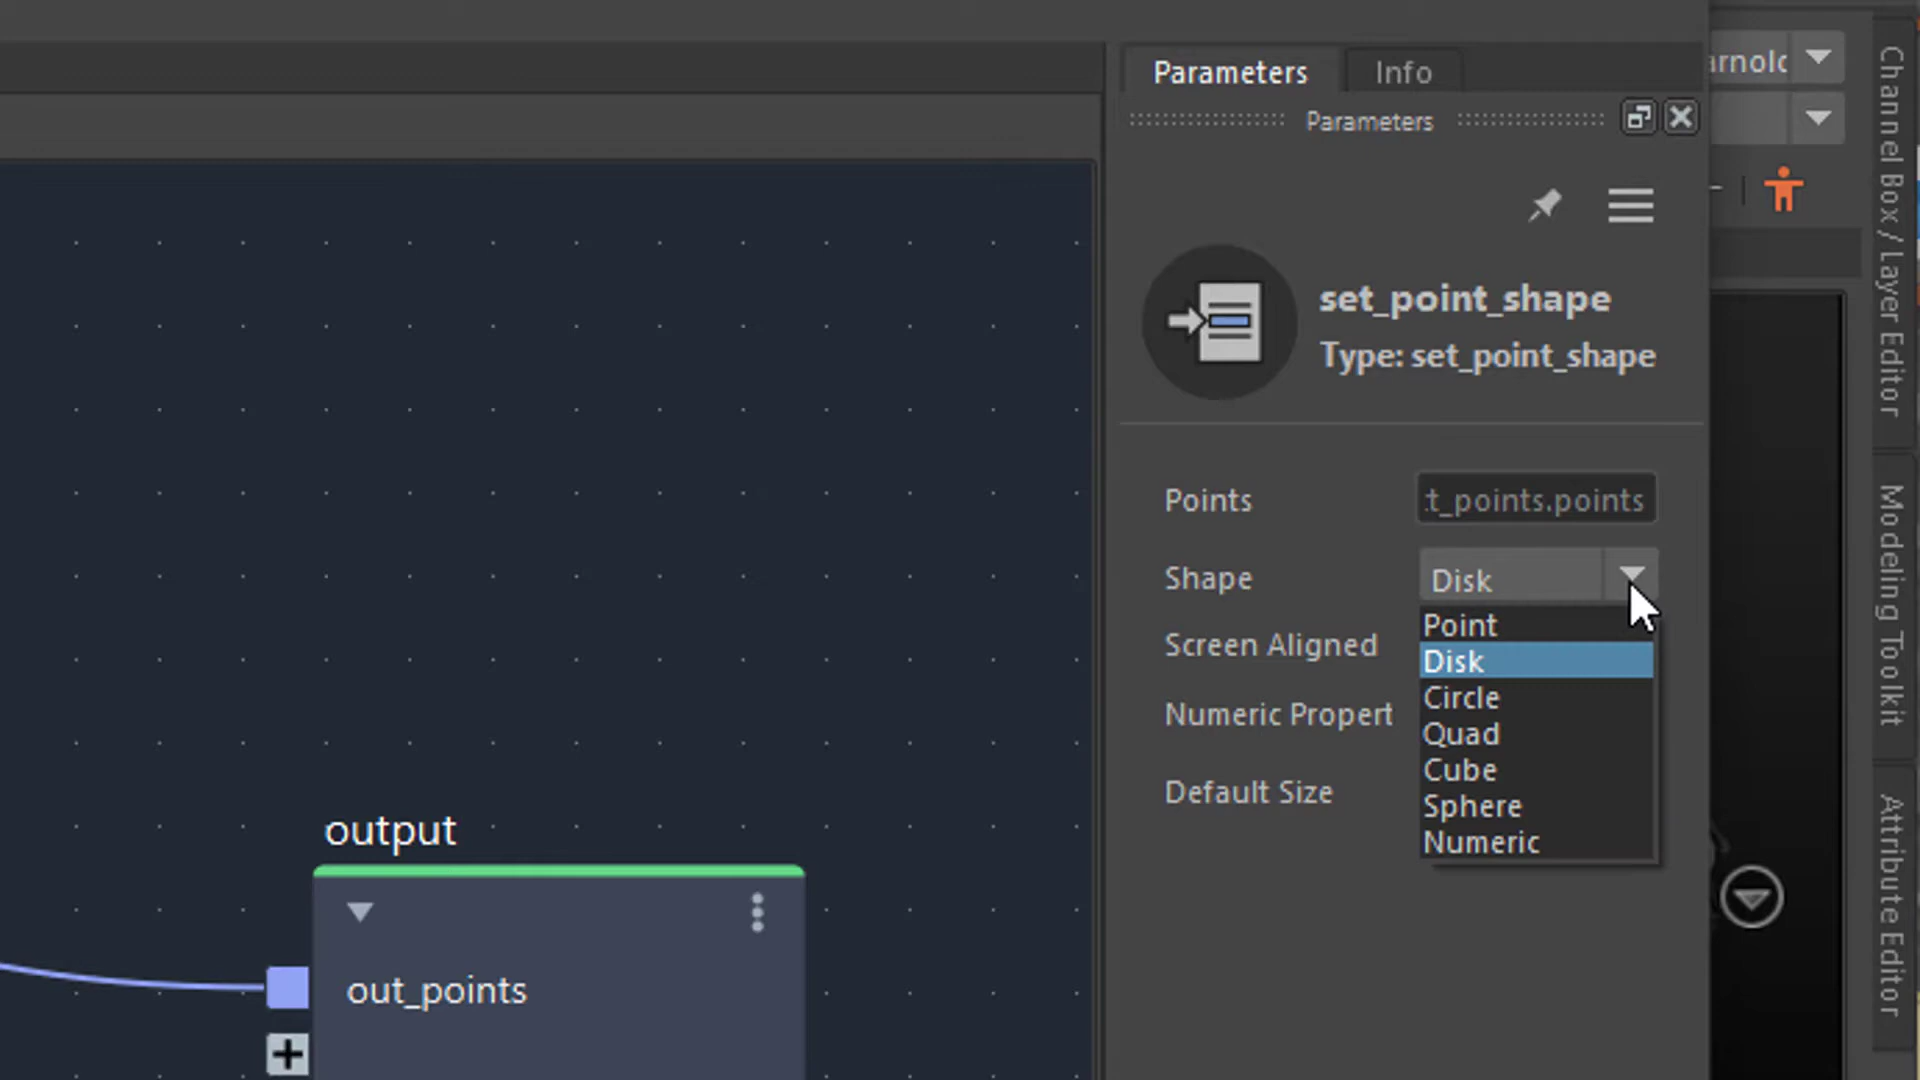 Parameters
Info
Parameters
set_point_shape
Type: set_point_shape
Points
t_points.points
Shape
Disk
Point
Disk
Circle
Quad
Cube
Sphere
Numeric
Screen Aligned
Numeric Propert
Default Size
output
out_points
arnold
Channel Box / Layer Editor
Modeling Toolkit
Attribute Editor